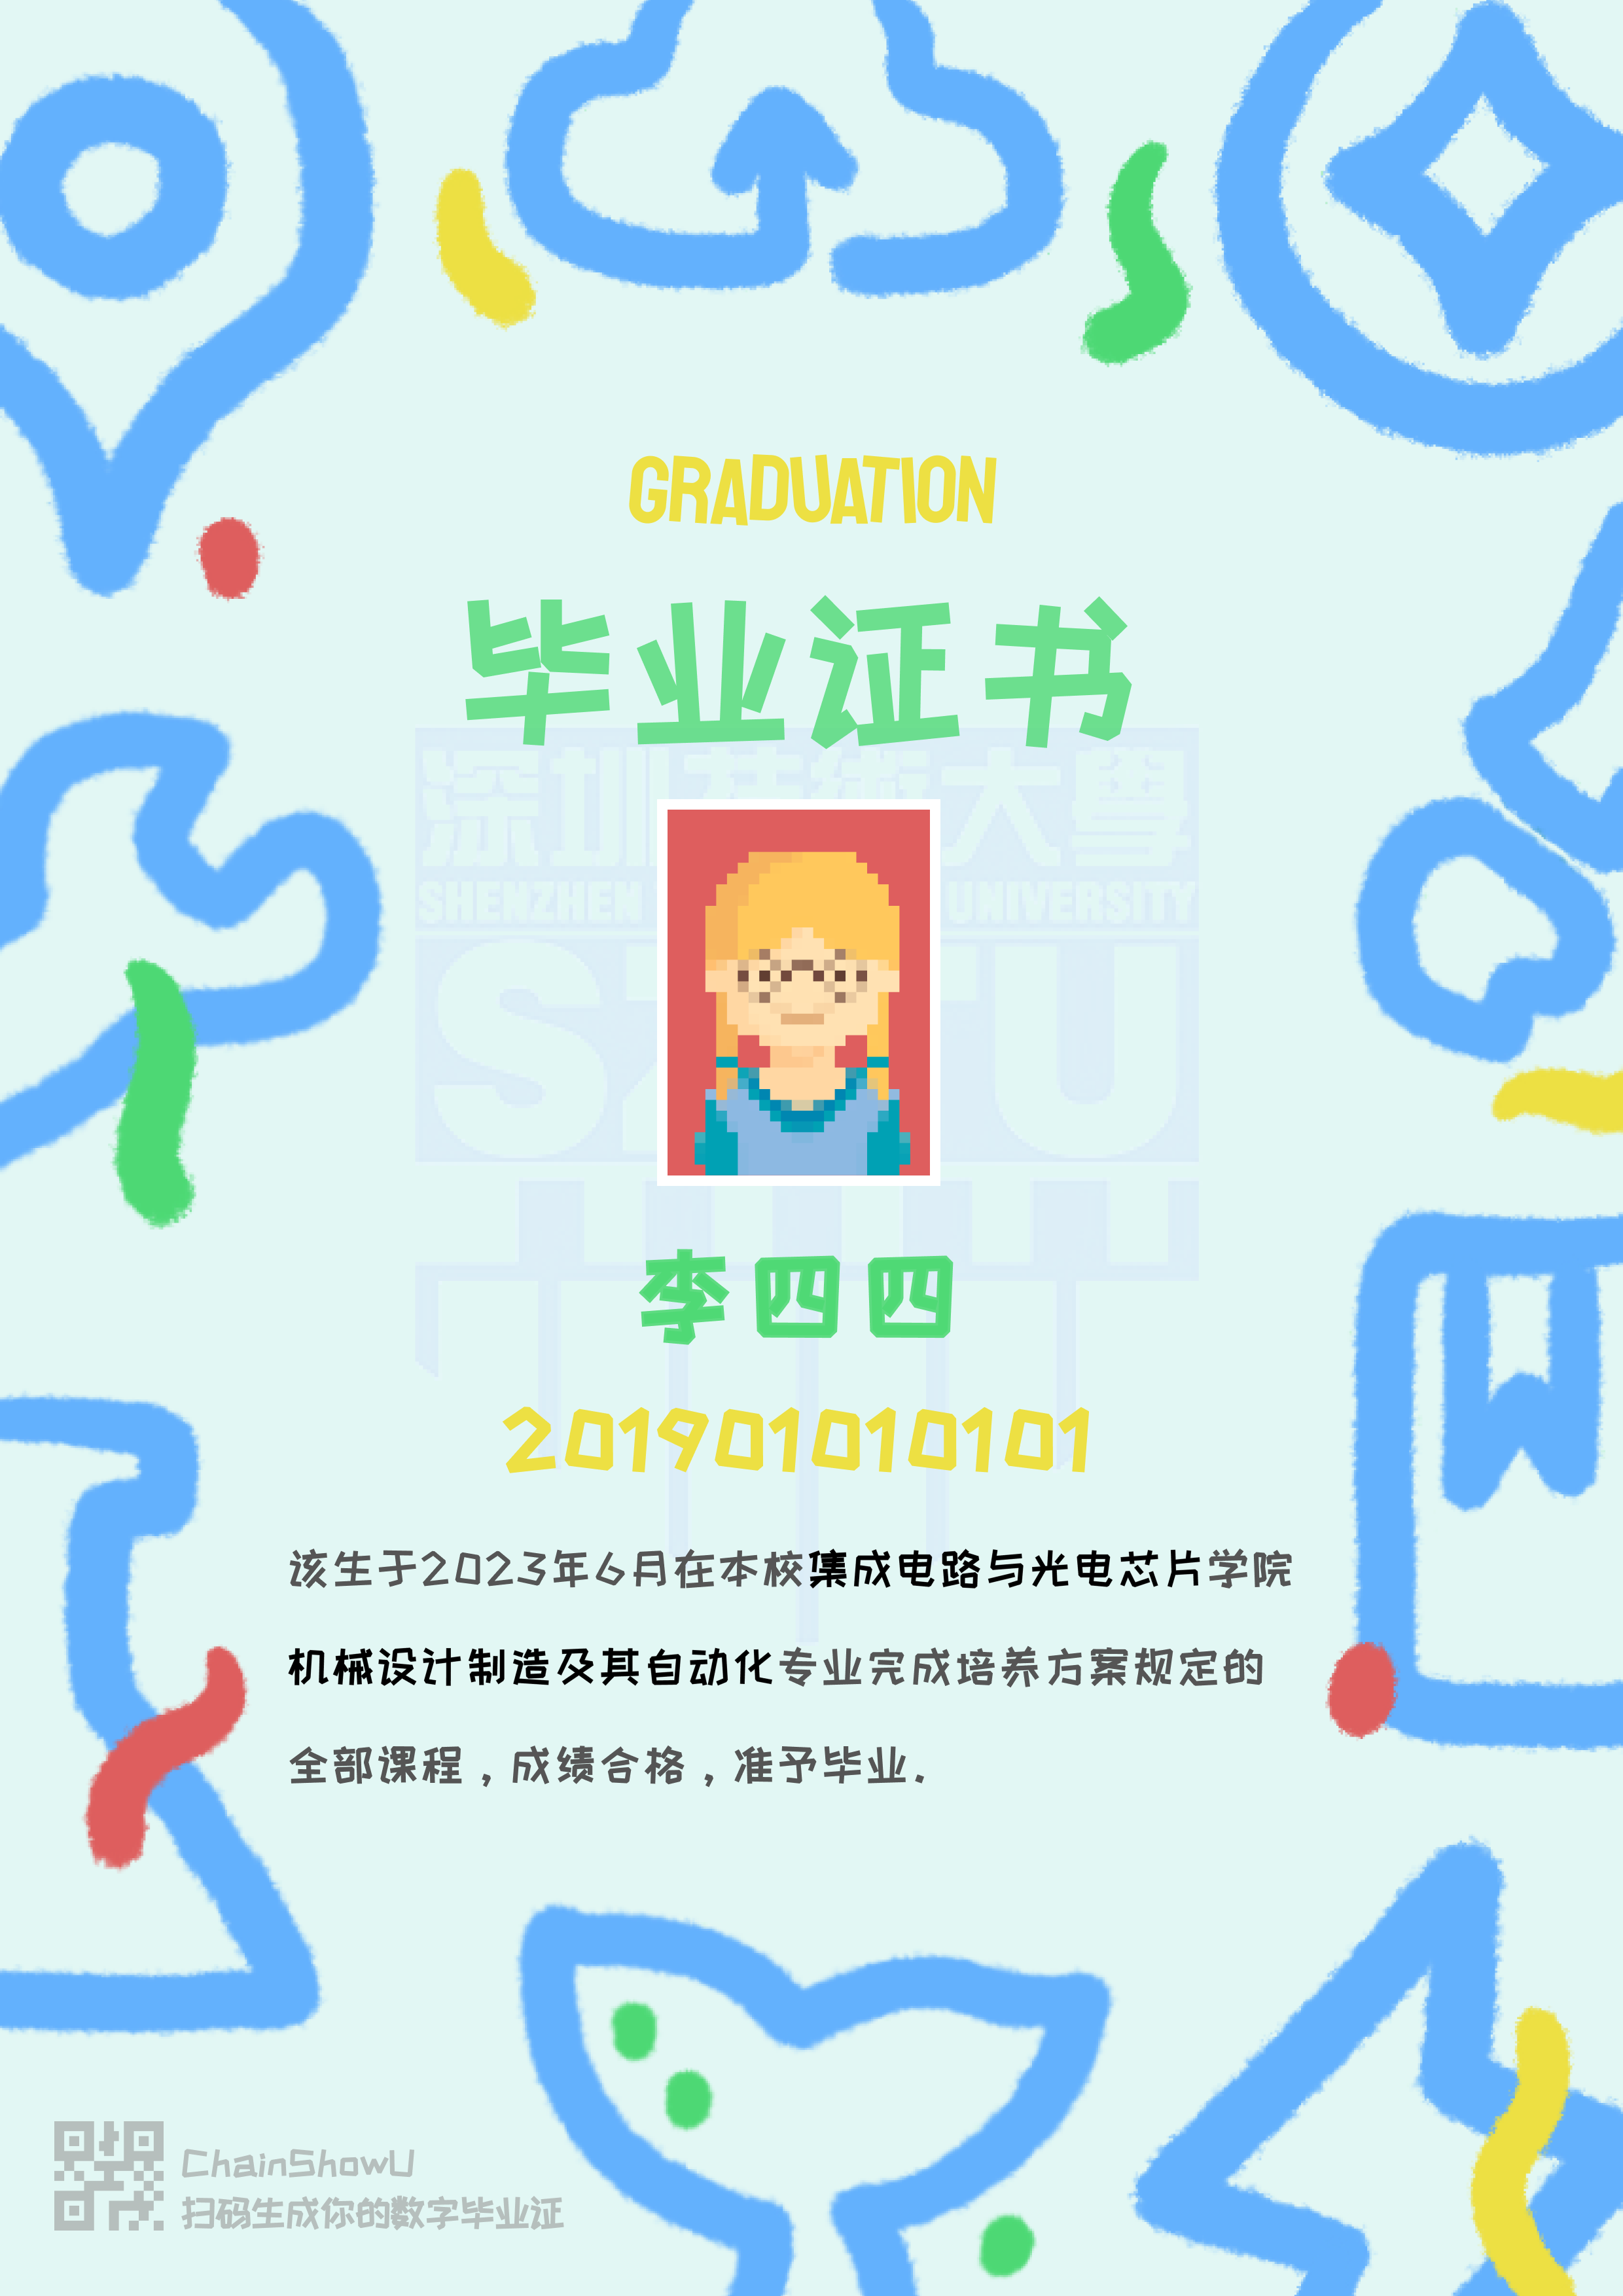 GRADUATION
毕业证书
深圳技術大學
SHENZHEN UNIVERSITY
李四四
201901010101
该生于2023年6月在本校集成电路与光电芯片学院
机械设计制造及其自动化专业完成培养方案规定的
全部课程，成绩合格，准予毕业.
ChainShowU
扫码生成你的数字毕业证